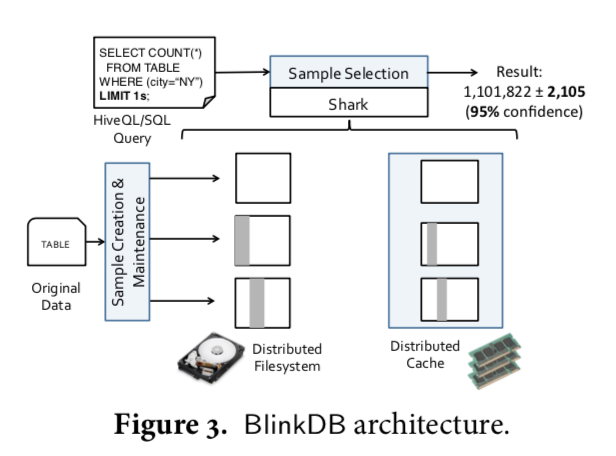 SELECT COUNT(*)
FROM TABLE
WHERE (city=“NY”)
LIMIT 1s;
HiveQL/SQL
Query
Sample Selection
Shark
Result:
1,101,822 ± 2,105
(95% confidence)
TABLE
Original
Data
Sample Creation &
Maintenance
Distributed
Filesystem
Distributed
Cache
Figure 3. BlinkDB architecture.